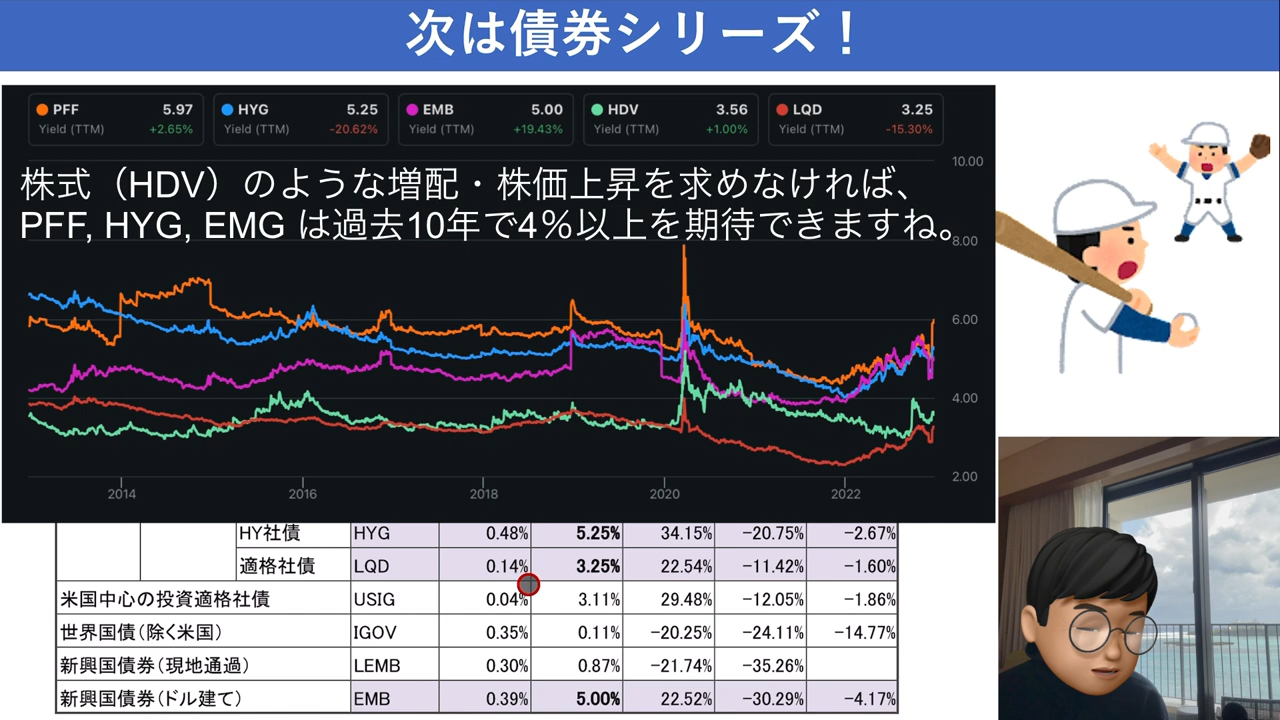 次は債券シリーズ！
PFF 5.97 HYG 5.25 EMB 5.00 HDV 3.56 LQD 3.25
Yield (TTM) +2.65% Yield (TTM) -20.62% Yield (TTM) +19.43% Yield (TTM) +1.00% Yield (TTM) -15.30%
10.00
株式（HDV）のような増配・株価上昇を求めなければ、
PFF, HYG, EMG は過去10年で4％以上を期待できますね。
8.00
6.00
4.00
2.00
2014 2016 2018 2020 2022
HY社債 HYG 0.48% 5.25% 34.15% −20.75% −2.67%
適格社債 LQD 0.14% 3.25% 22.54% −11.42% −1.60%
米国中心の投資適格社債 USIG 0.04% 3.11% 29.48% −12.05% −1.86%
世界国債（除く米国） IGOV 0.35% 0.11% −20.25% −24.11% −14.77%
新興国債券（現地通過） LEMB 0.30% 0.87% −21.74% −35.26%
新興国債券（ドル建て） EMB 0.39% 5.00% 22.52% −30.29% −4.17%